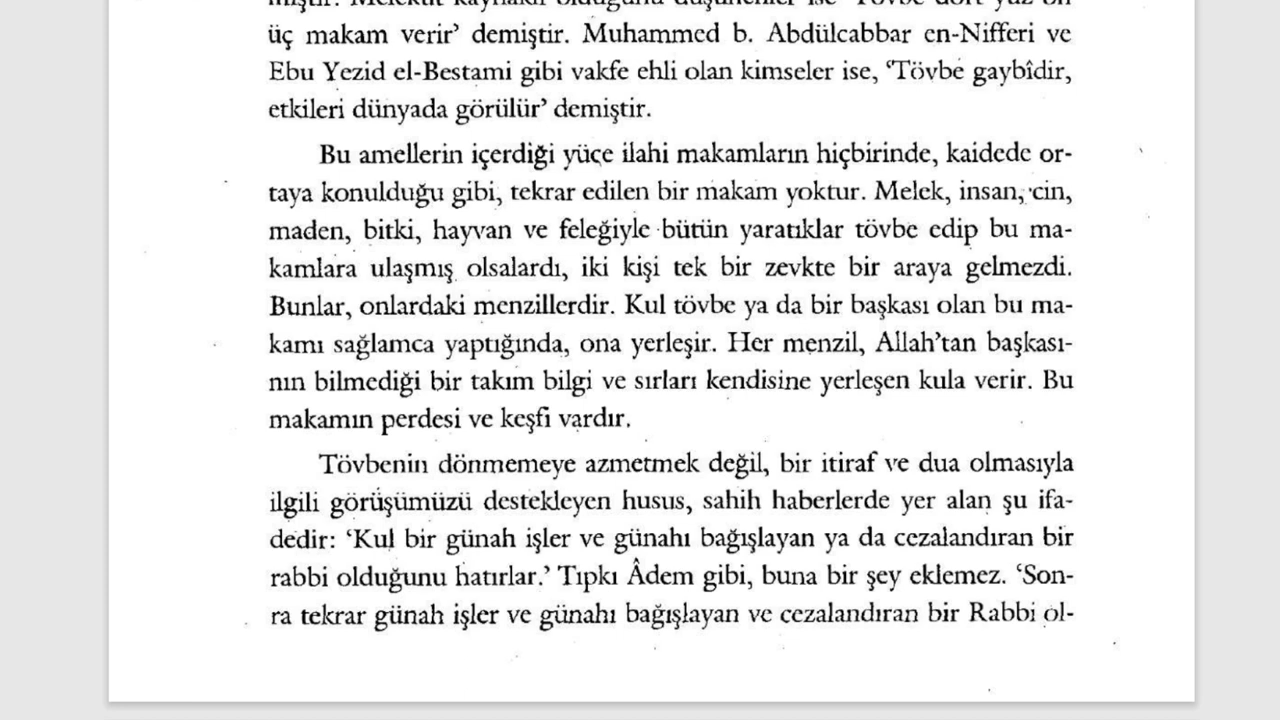 üç makam verir’ demiştir. Muhammed b. Abdülcabbar en-Nifferi ve
Ebu Yezid el-Bestami gibi vakfe ehli olan kimseler ise, ‘Tövbe gaybîdir,
etkileri dünyada görülür’ demiştir.
Bu amellerin içerdiği yüce ilahi makamların hiçbirinde, kaidede or-
taya konulduğu gibi, tekrar edilen bir makam yoktur. Melek, insan, cin,
maden, bitki, hayvan ve feleğiyle bütün yaratıklar tövbe edip bu ma-
kamlara ulaşmış olsalardı, iki kişi tek bir zevkte bir araya gelmezdi.
Bunlar, onlardaki menzillerdir. Kul tövbe ya da bir başkası olan bu ma-
kamı sağlamca yaptığında, ona yerleşir. Her menzil, Allah’tan başkası-
nın bilmediği bir takım bilgi ve sırları kendisine yerleşen kula verir. Bu
makamın perdesi ve keşfi vardır.
Tövbenin dönmemeye azmetmek değil, bir itiraf ve dua olmasıyla
ilgili görüşümüzü destekleyen husus, sahih haberlerde yer alan şu ifa-
dedir: ‘Kul bir günah işler ve günahı bağışlayan ya da cezalandıran bir
rabbi olduğunu hatırlar.’ Tıpkı Âdem gibi, buna bir şey eklemez. ‘Son-
ra tekrar günah işler ve günahı bağışlayan ve cezalandıran bir Rabbi ol-